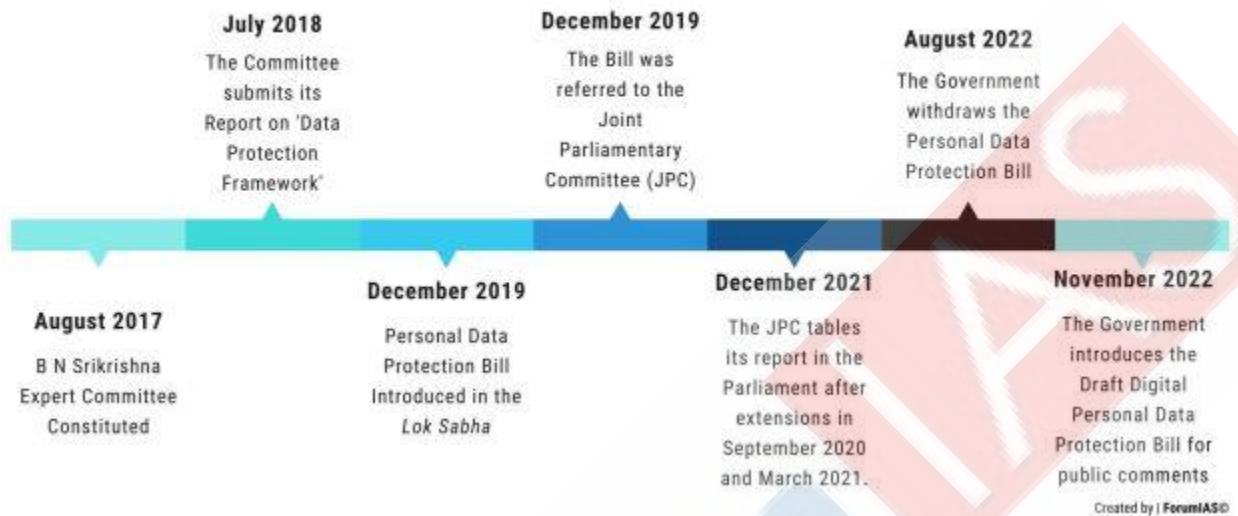 August 2017
B N Srikrishna
Expert Committee
Constituted
July 2018
The Committee
submits its
Report on 'Data
Protection
Framework'
December 2019
Personal Data
Protection Bill
Introduced in the
Lok Sabha
December 2019
The Bill was
referred to the
Joint
Parliamentary
Committee (JPC)
December 2021
The JPC tables
its report in the
Parliament after
extensions in
September 2020
and March 2021.
August 2022
The Government
withdraws the
Personal Data
Protection Bill
November 2022
The Government
introduces the
Draft Digital
Personal Data
Protection Bill for
public comments
Created by | ForumIAS©
IAS